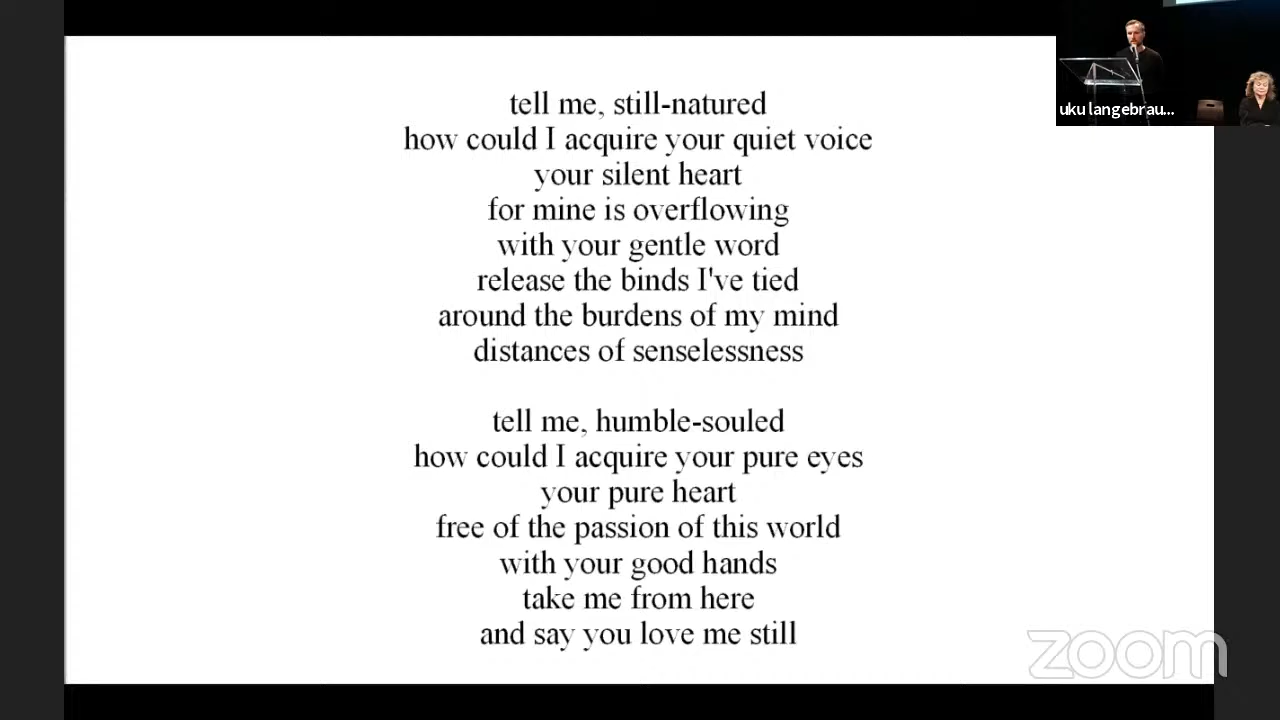 tell me, still-natured
how could I acquire your quiet voice
your silent heart
for mine is overflowing
with your gentle word
release the binds I've tied
around the burdens of my mind
distances of senselessness
tell me, humble-souled
how could I acquire your pure eyes
your pure heart
free of the passion of this world
with your good hands
take me from here
and say you love me still
uku langebrau...
zoom